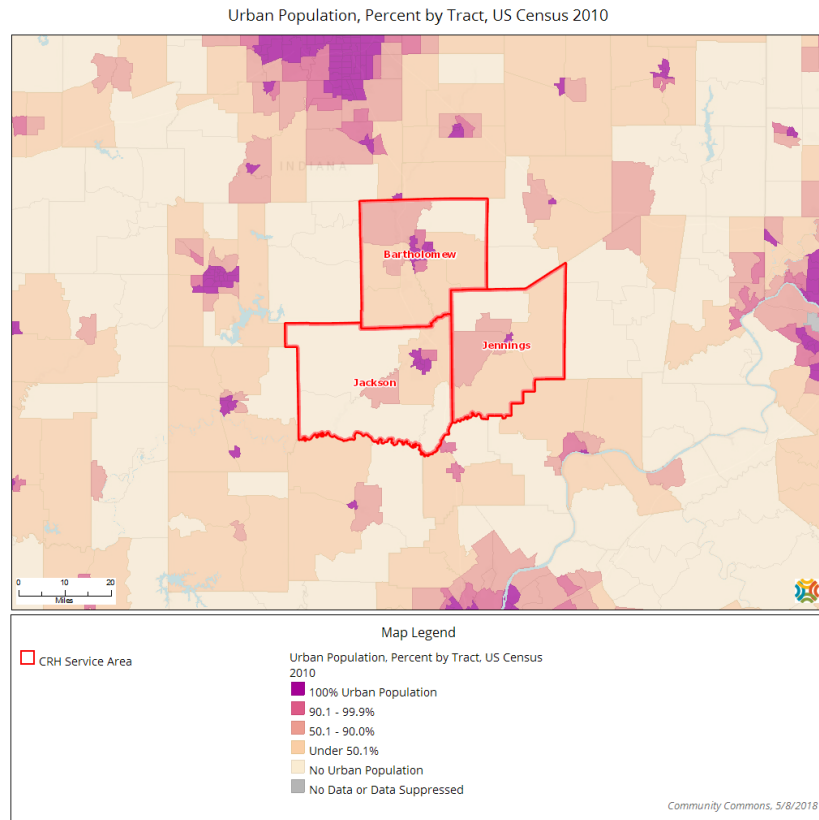 Urban Population, Percent by Tract, US Census 2010
INDIANA
Bartholomew
Jennings
Jackson
0 10 20
Miles
Map Legend
CRH Service Area
Urban Population, Percent by Tract, US Census
2010
100% Urban Population
90.1 - 99.9%
50.1 - 90.0%
Under 50.1%
No Urban Population
No Data or Data Suppressed
Community Commons, 5/8/2018